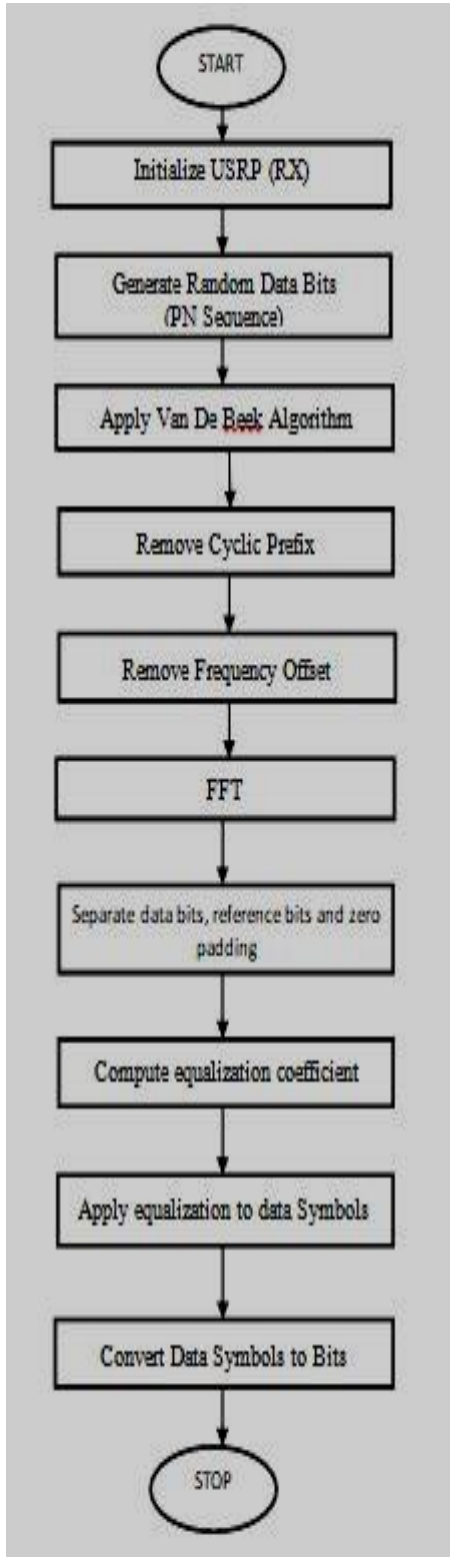 START
Initialize USRP (RX)
Generate Random Data Bits
(PN Sequence)
Apply Van De Beek Algorithm
Remove Cyclic Prefix
Remove Frequency Offset
FFT
Separate data bits, reference bits and zero
padding
Compute equalization coefficient
Apply equalization to data Symbols
Convert Data Symbols to Bits
STOP